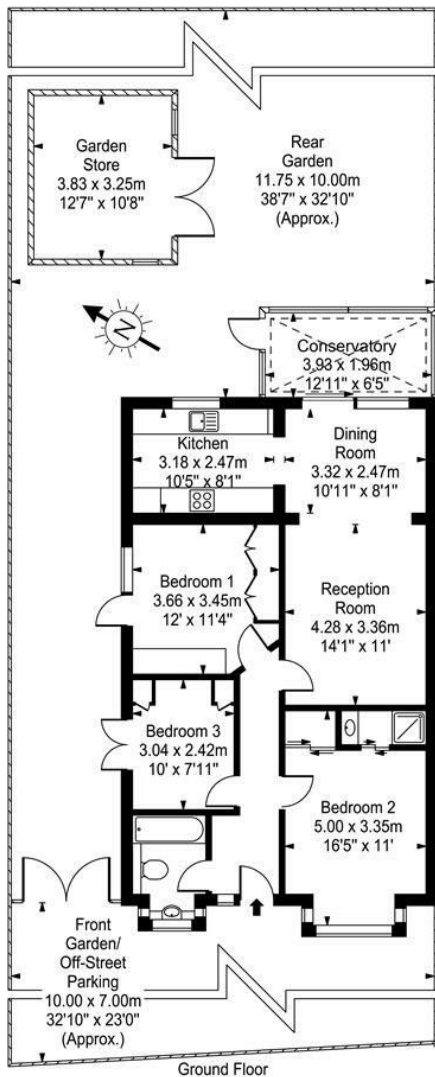 Garden
Store
3.83 x 3.25m
12'7" x 10'8"
Rear
Garden
11.75 x 10.00m
38'7" x 32'10"
(Approx.)
N
Conservatory
3.93 x 1.96m
12'11" x 6'5"
Kitchen
3.18 x 2.47m
10'5" x 8'1"
Dining
Room
3.32 x 2.47m
10'11" x 8'1"
Bedroom 1
3.66 x 3.45m
12' x 11'4"
Reception
Room
4.28 x 3.36m
14'1" x 11'
Bedroom 3
3.04 x 2.42m
10' x 7'11"
Bedroom 2
5.00 x 3.35m
16'5" x 11'
Front
Garden/
Off-Street
Parking
10.00 x 7.00m
32'10" x 23'0"
(Approx.)
Ground Floor